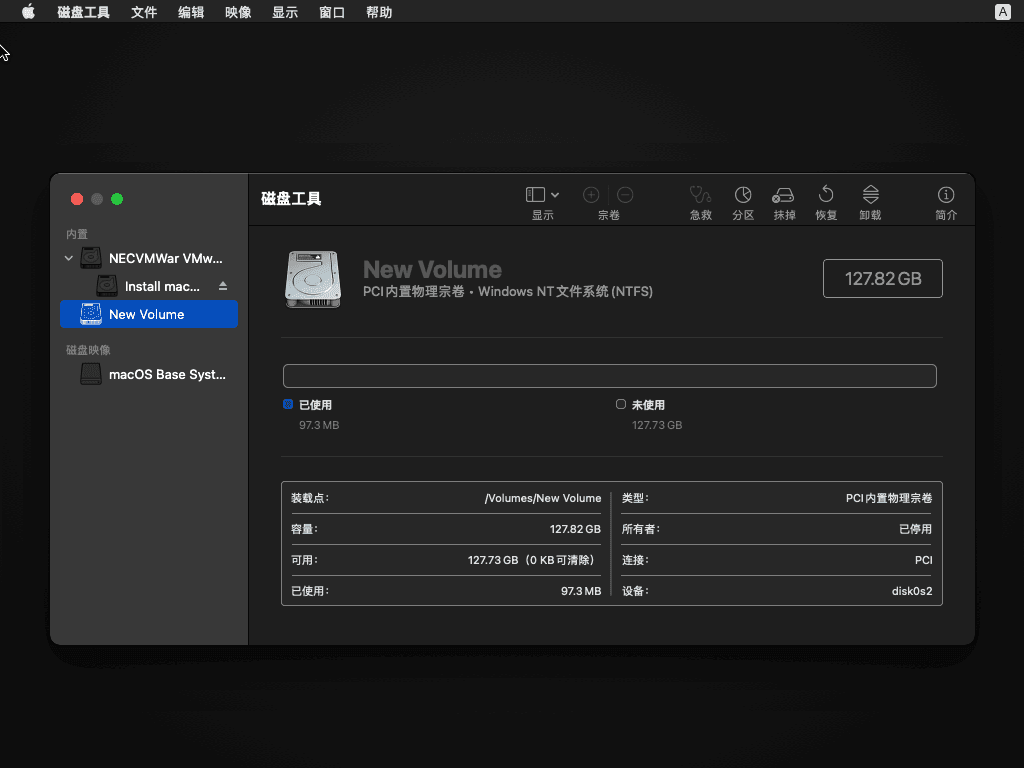 磁盘工具 文件 编辑 映像 显示 窗口 帮助 A
磁盘工具
显示 宗卷 急救 分区 抹掉 恢复 卸载 简介
内置
NECVMWar VMw...
Install mac...
New Volume
磁盘映像
macOS Base Syst...
New Volume
PCI内置物理宗卷 • Windows NT文件系统 (NTFS)
127.82 GB
已使用
97.3 MB
未使用
127.73 GB
装载点： /Volumes/New Volume
容量： 127.82 GB
可用： 127.73 GB（0 KB可清除）
已使用： 97.3 MB
类型： PCI内置物理宗卷
所有者： 已停用
连接： PCI
设备： disk0s2